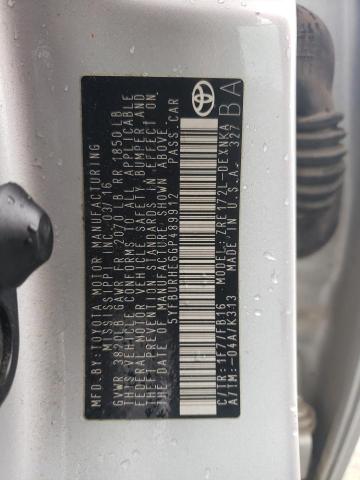 MFD. BY: TOYOTA MOTOR MANUFACTURING
MISSISSIPPI INC. 03/16
GVWR 3820LB GAWR FR 2070 LB RR 1850 LB
THIS VEHICLE CONFORMS TO ALL APPLICABLE
FEDERAL MOTOR VEHICLE SAFETY, BUMPER, AND
THEFT PREVENTION STANDARDS IN EFFECT ON
THE DATE OF MANUFACTURE SHOWN ABOVE.
5YFBURHE6GP489912 PASS. CAR
C/TR: 1F7/FB16 MODEL: ZRE172L-DEXNKA
A/TM: -04A/K313 MADE IN U.S.A. 327
TOYOTA
BA